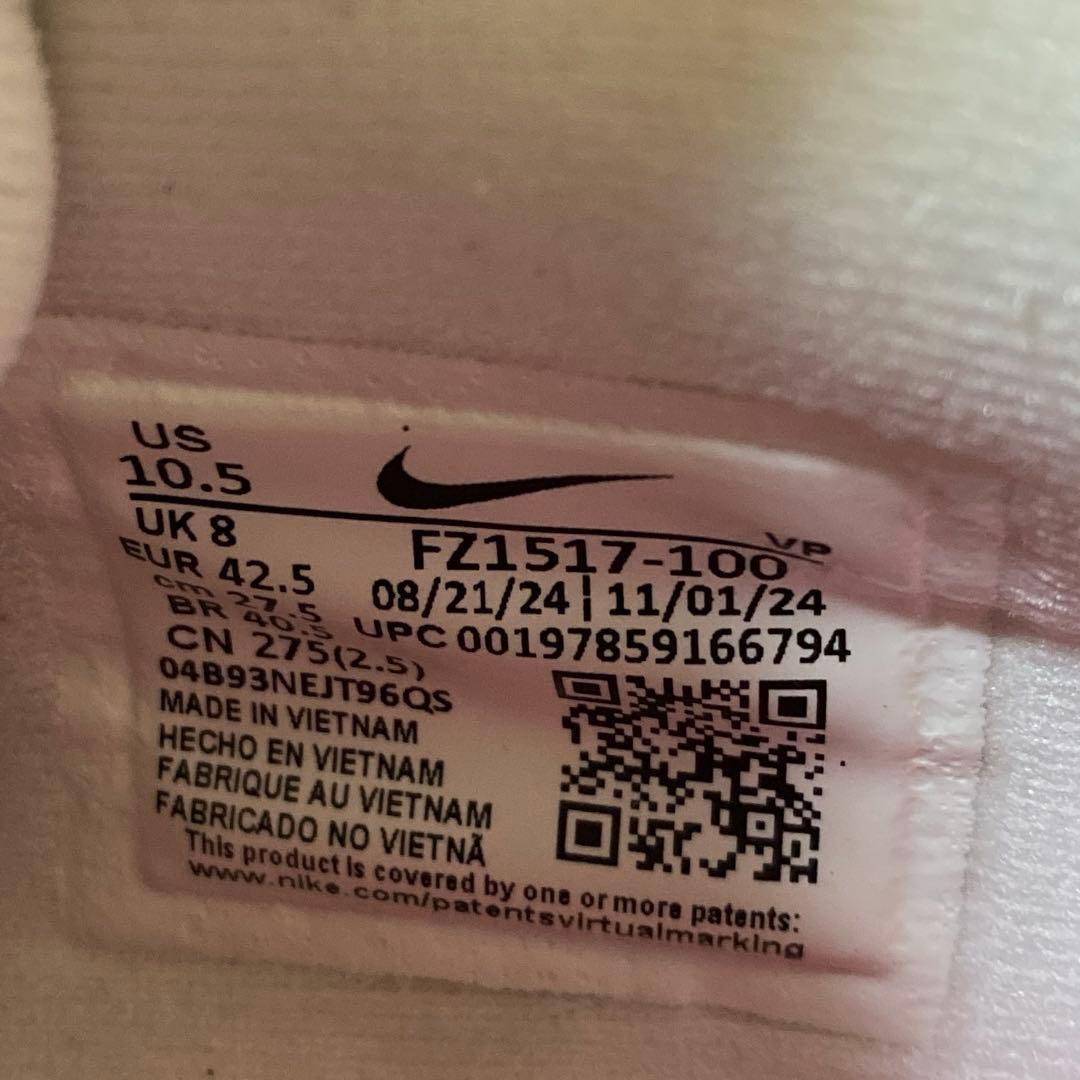 US
10.5
UK 8
EUR 42.5
cm 27.5
BR 40.5
CN 275(2.5)
04B93NEJT96QS
VP
FZ1517-100
08/21/24 | 11/01/24
UPC 00197859166794
MADE IN VIETNAM
HECHO EN VIETNAM
FABRIQUE AU VIETNAM
FABRICADO NO VIETNÃ
This product is covered by one or more patents:
www.nike.com/patentsvirtualmarking